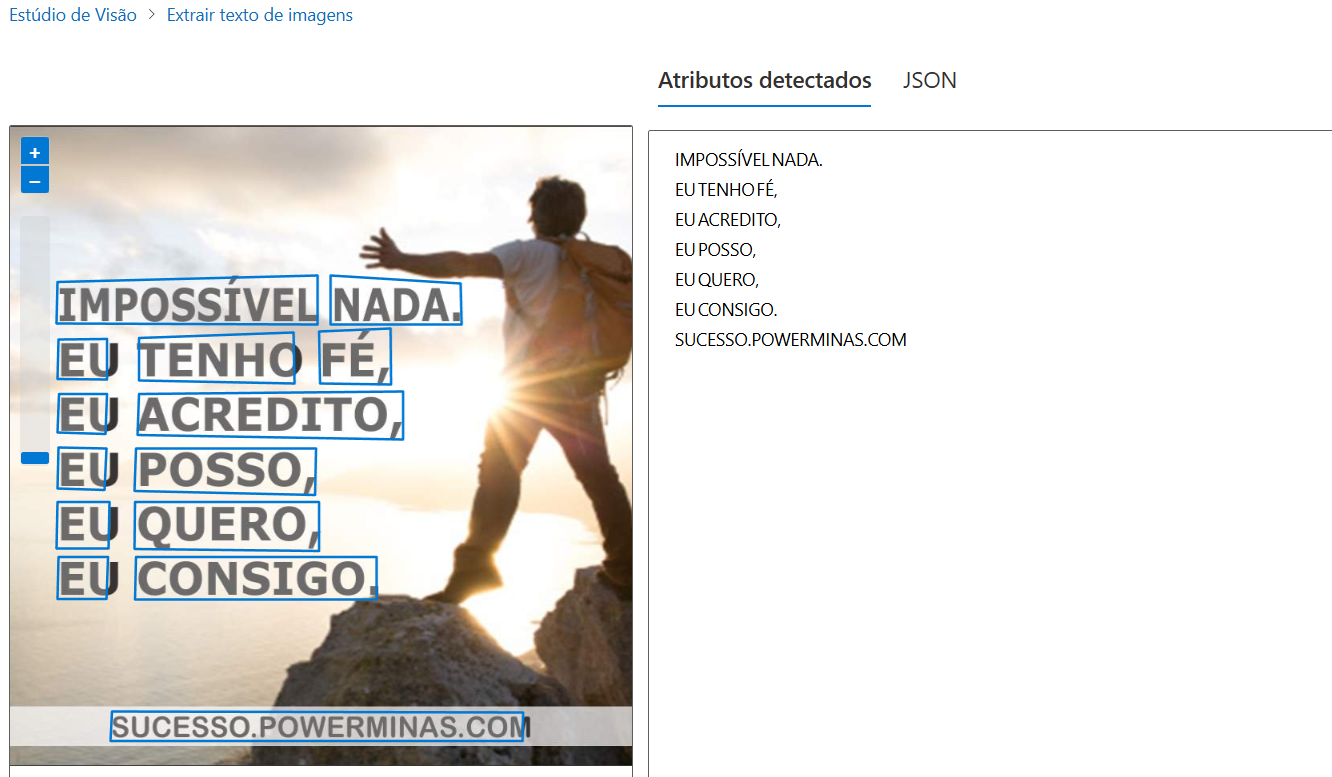 Estúdio de Visão > Extrair texto de imagens
Atributos detectados JSON
+
−
IMPOSSÍVEL NADA.
EU TENHO FÉ,
EU ACREDITO,
EU POSSO,
EU QUERO,
EU CONSIGO.
SUCESSO.POWERMINAS.COM
IMPOSSÍVEL NADA.
EU TENHO FÉ,
EU ACREDITO,
EU POSSO,
EU QUERO,
EU CONSIGO.
SUCESSO.POWERMINAS.COM